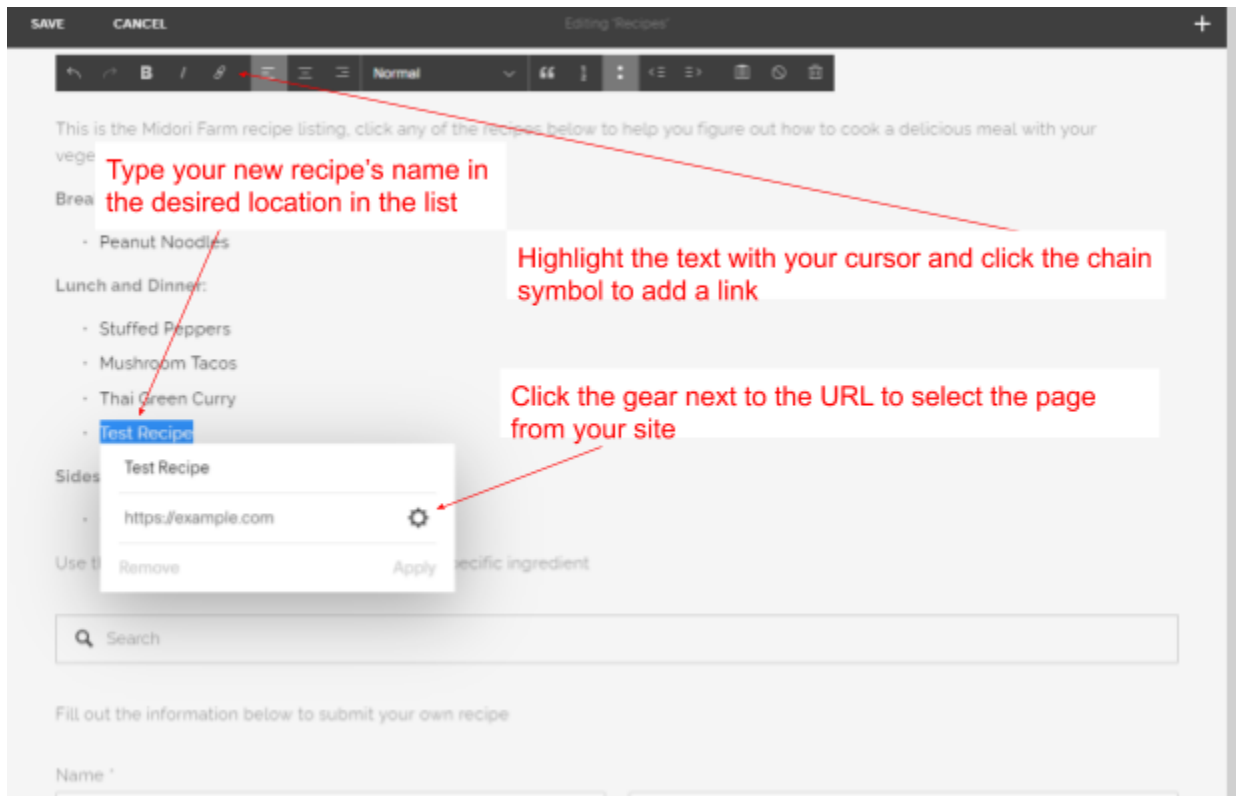 SAVE CANCEL Editing 'Recipes' +
B I Normal
This is the Midori Farm recipe listing, click any of the recipes below to help you figure out how to cook a delicious meal with your
vege
Type your new recipe's name in
the desired location in the list
Brea
• Peanut Noodles
Highlight the text with your cursor and click the chain
symbol to add a link
Lunch and Dinner:
• Stuffed Peppers
• Mushroom Tacos
• Thai Green Curry
Click the gear next to the URL to select the page
from your site
• Test Recipe
Test Recipe
Sides
https://example.com
Use t ecific ingredient
Remove Apply
Search
Fill out the information below to submit your own recipe
Name *